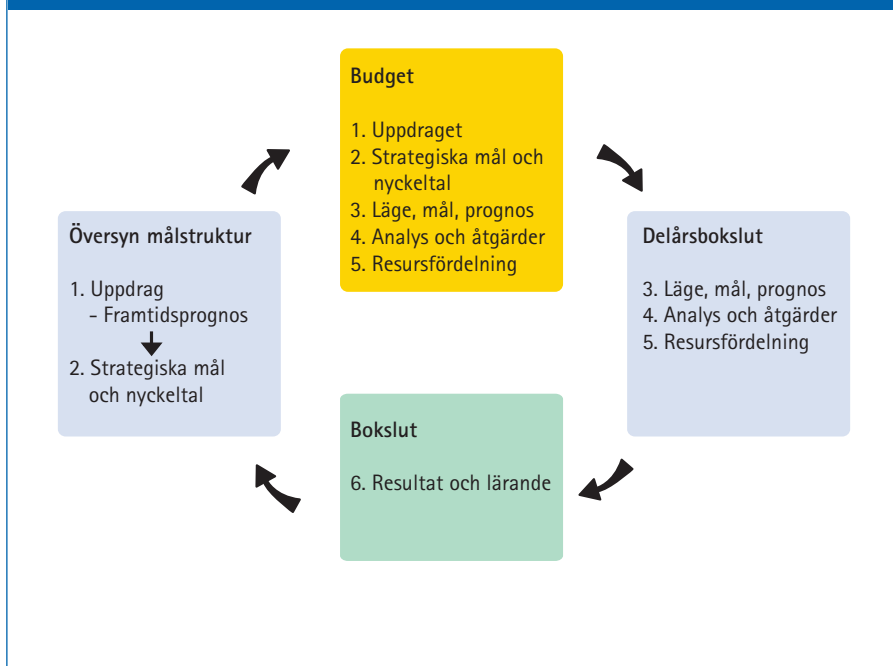 Budget
1. Uppdraget
2. Strategiska mål och
nyckeltal
3. Läge, mål, prognos
4. Analys och åtgärder
5. Resursfördelning
Översyn målstruktur
1. Uppdrag
- Framtidsprognos
2. Strategiska mål
och nyckeltal
Delårsbokslut
3. Läge, mål, prognos
4. Analys och åtgärder
5. Resursfördelning
Bokslut
6. Resultat och lärande